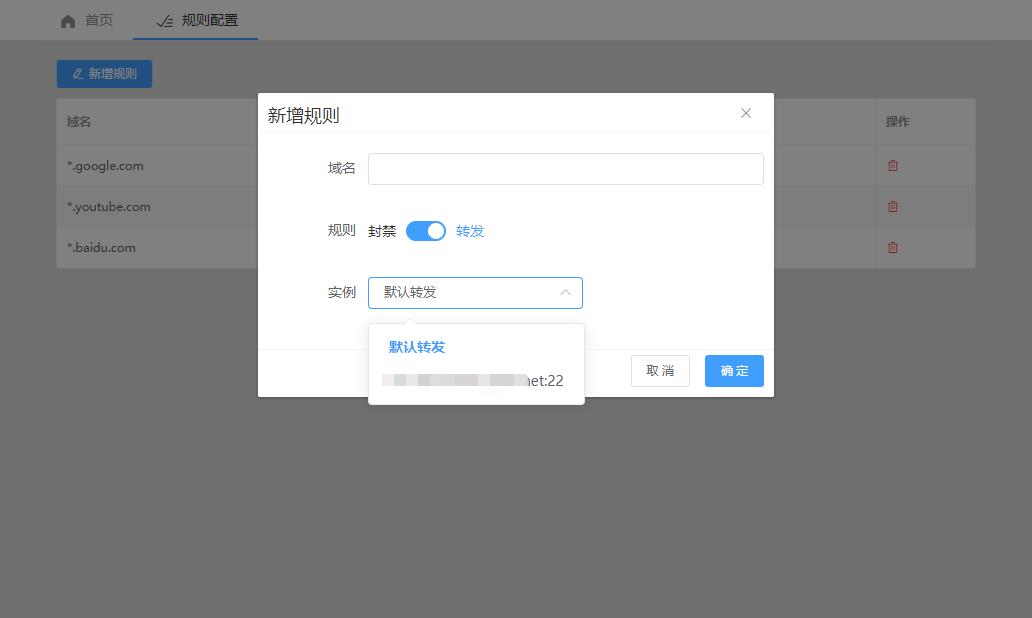 首页
规则配置
新增规则
域名
操作
*.google.com
*.youtube.com
*.baidu.com
新增规则
域名
规则
封禁
转发
实例
默认转发
默认转发
net:22
取 消
确 定